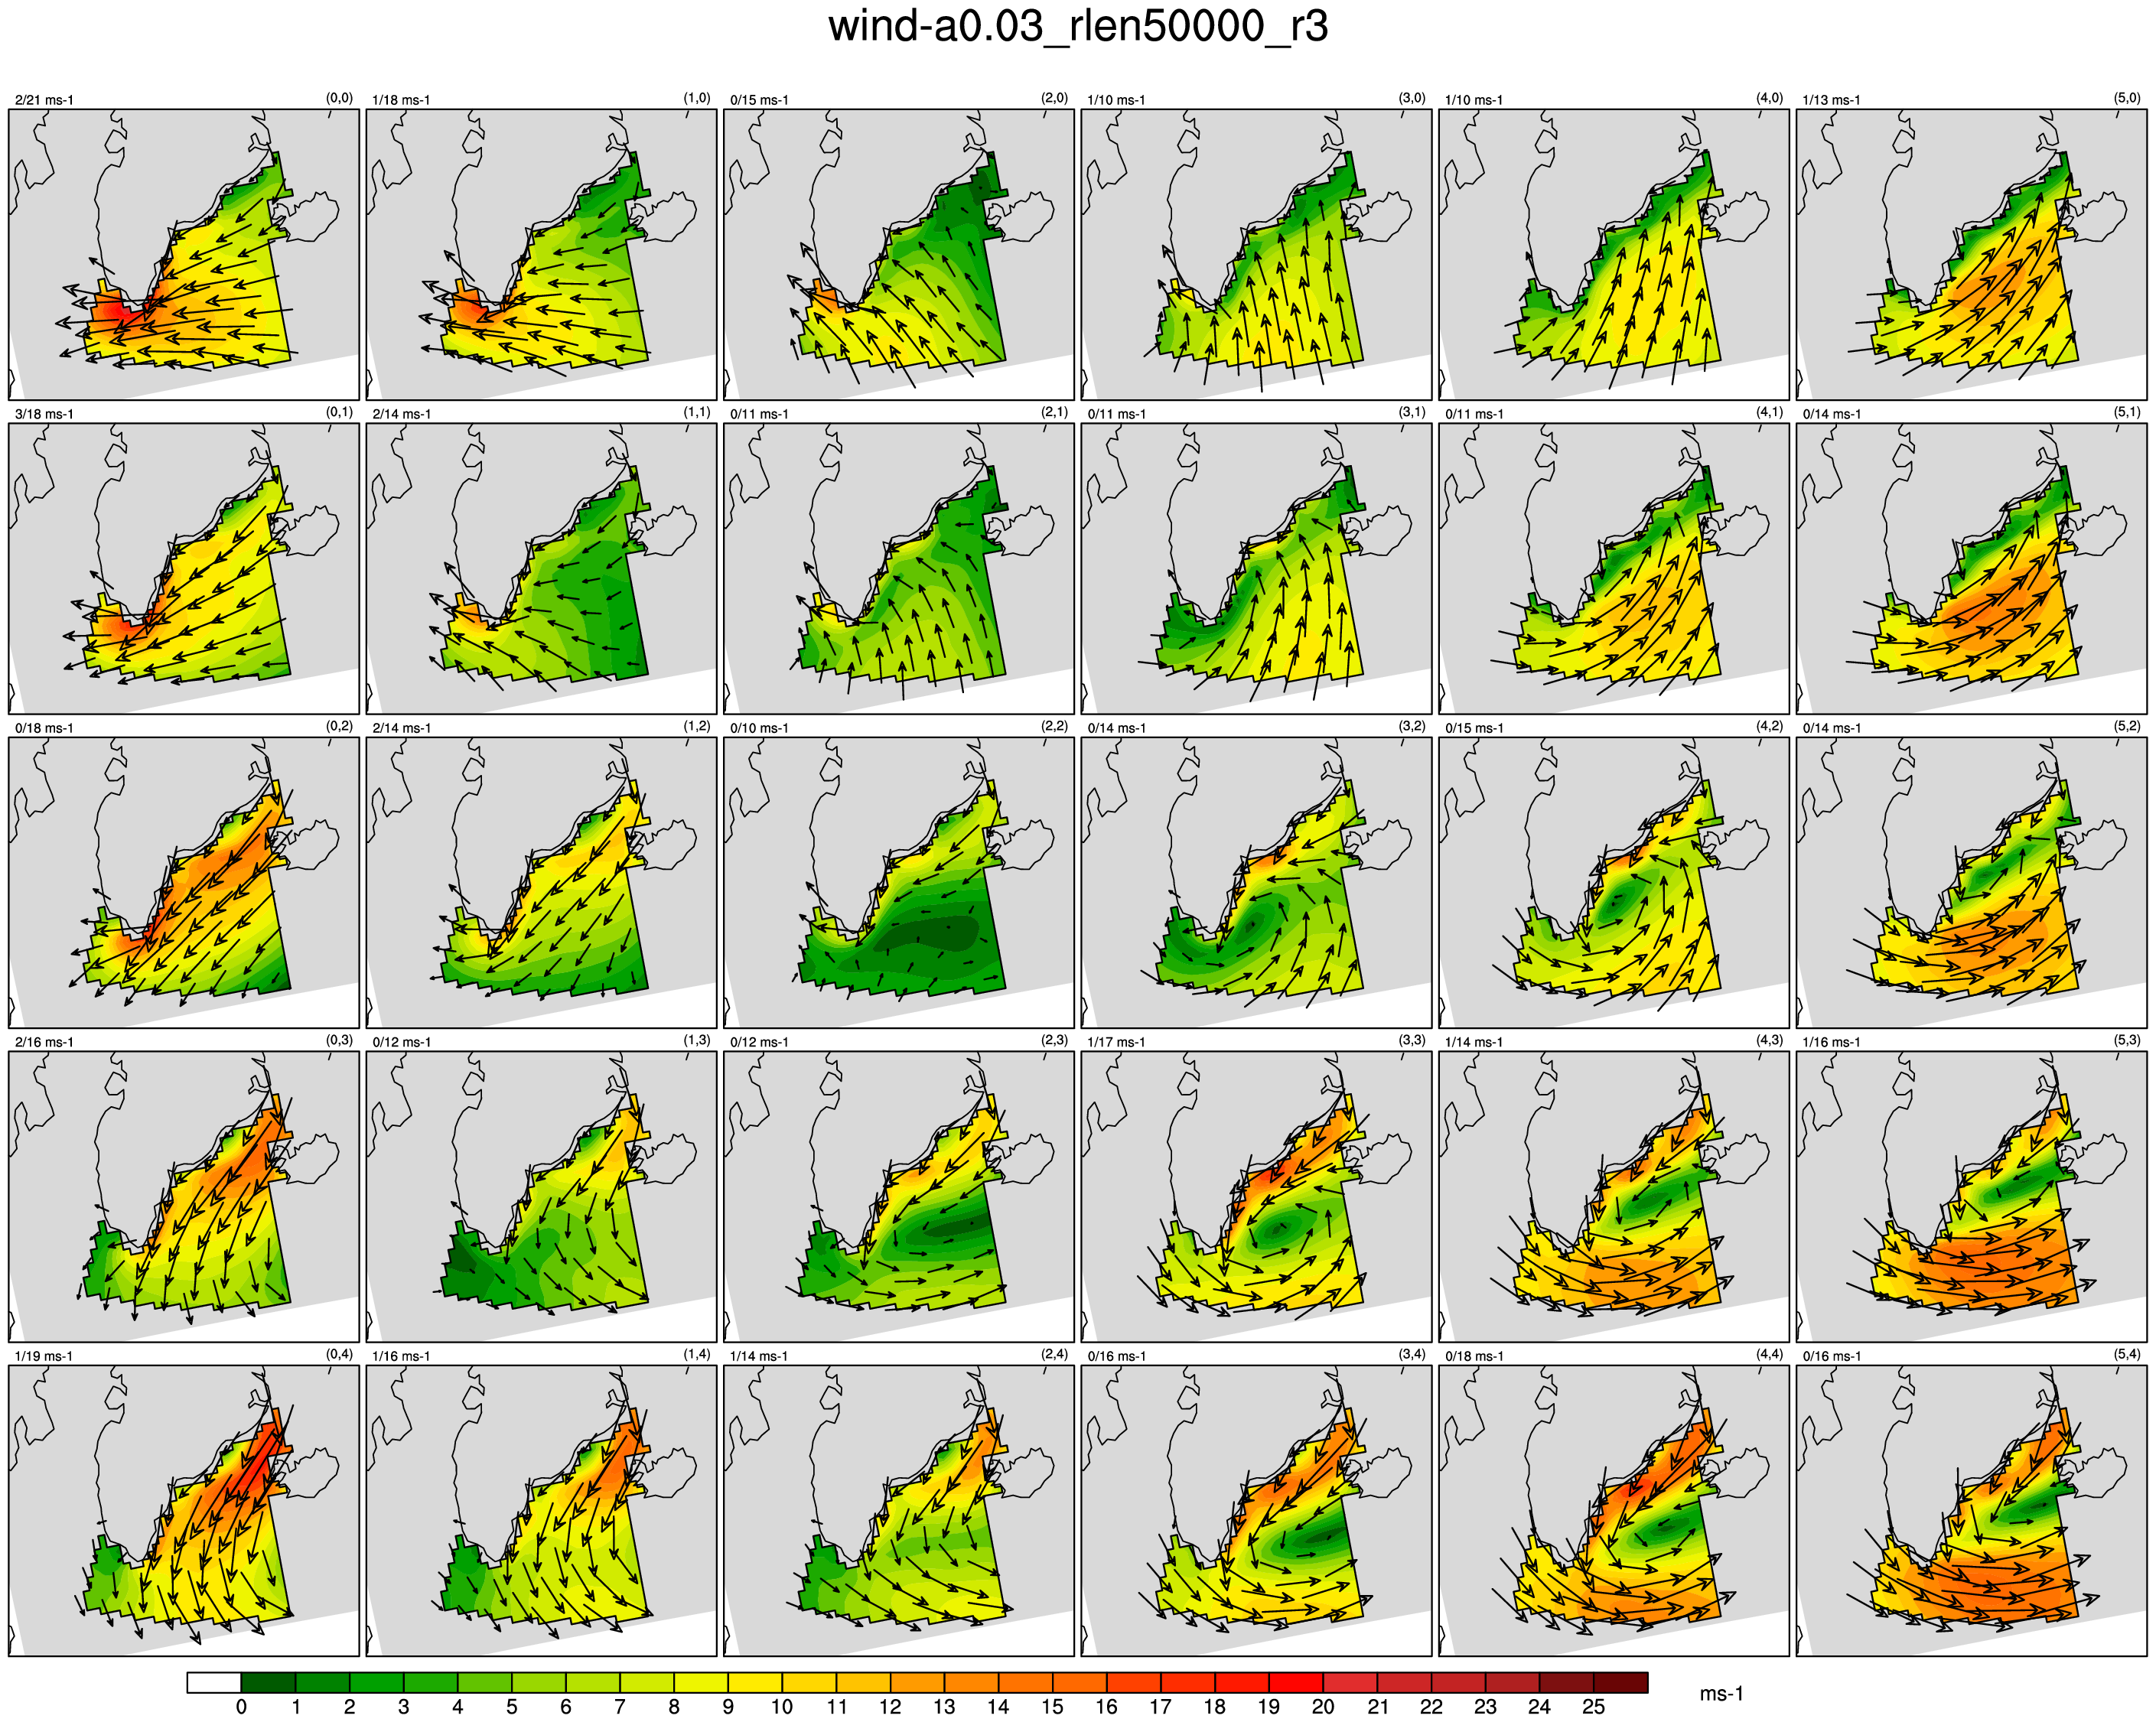 wind-a0.03_rlen50000_r3
2/21 ms-1 (0,0) 1/18 ms-1 (1,0) 0/15 ms-1 (2,0) 1/10 ms-1 (3,0) 1/10 ms-1 (4,0) 1/13 ms-1 (5,0)
3/18 ms-1 (0,1) 2/14 ms-1 (1,1) 0/11 ms-1 (2,1) 0/11 ms-1 (3,1) 0/11 ms-1 (4,1) 0/14 ms-1 (5,1)
0/18 ms-1 (0,2) 2/14 ms-1 (1,2) 0/10 ms-1 (2,2) 0/14 ms-1 (3,2) 0/15 ms-1 (4,2) 0/14 ms-1 (5,2)
2/16 ms-1 (0,3) 0/12 ms-1 (1,3) 0/12 ms-1 (2,3) 1/17 ms-1 (3,3) 1/14 ms-1 (4,3) 1/16 ms-1 (5,3)
1/19 ms-1 (0,4) 1/16 ms-1 (1,4) 1/14 ms-1 (2,4) 0/16 ms-1 (3,4) 0/18 ms-1 (4,4) 0/16 ms-1 (5,4)
0 1 2 3 4 5 6 7 8 9 10 11 12 13 14 15 16 17 18 19 20 21 22 23 24 25 ms-1